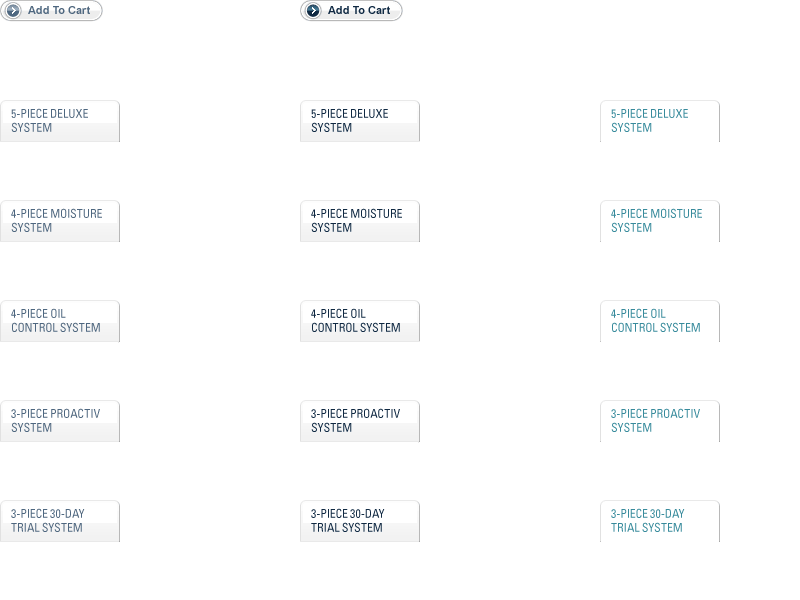 Add To Cart
Add To Cart
5-PIECE DELUXE
SYSTEM
5-PIECE DELUXE
SYSTEM
5-PIECE DELUXE
SYSTEM
4-PIECE MOISTURE
SYSTEM
4-PIECE MOISTURE
SYSTEM
4-PIECE MOISTURE
SYSTEM
4-PIECE OIL
CONTROL SYSTEM
4-PIECE OIL
CONTROL SYSTEM
4-PIECE OIL
CONTROL SYSTEM
3-PIECE PROACTIV
SYSTEM
3-PIECE PROACTIV
SYSTEM
3-PIECE PROACTIV
SYSTEM
3-PIECE 30-DAY
TRIAL SYSTEM
3-PIECE 30-DAY
TRIAL SYSTEM
3-PIECE 30-DAY
TRIAL SYSTEM